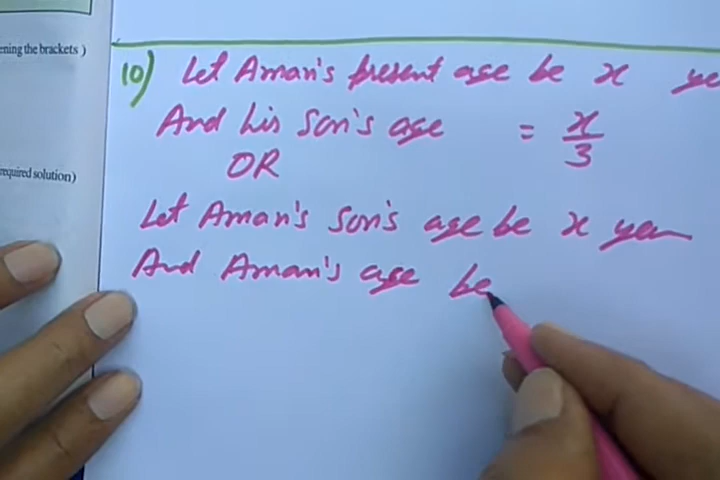 ening the brackets )
required solution)
10) Let Aman's present age be x ye
And his Son's age = x/3
OR
Let Aman's Son's age be x year
And Aman's age be